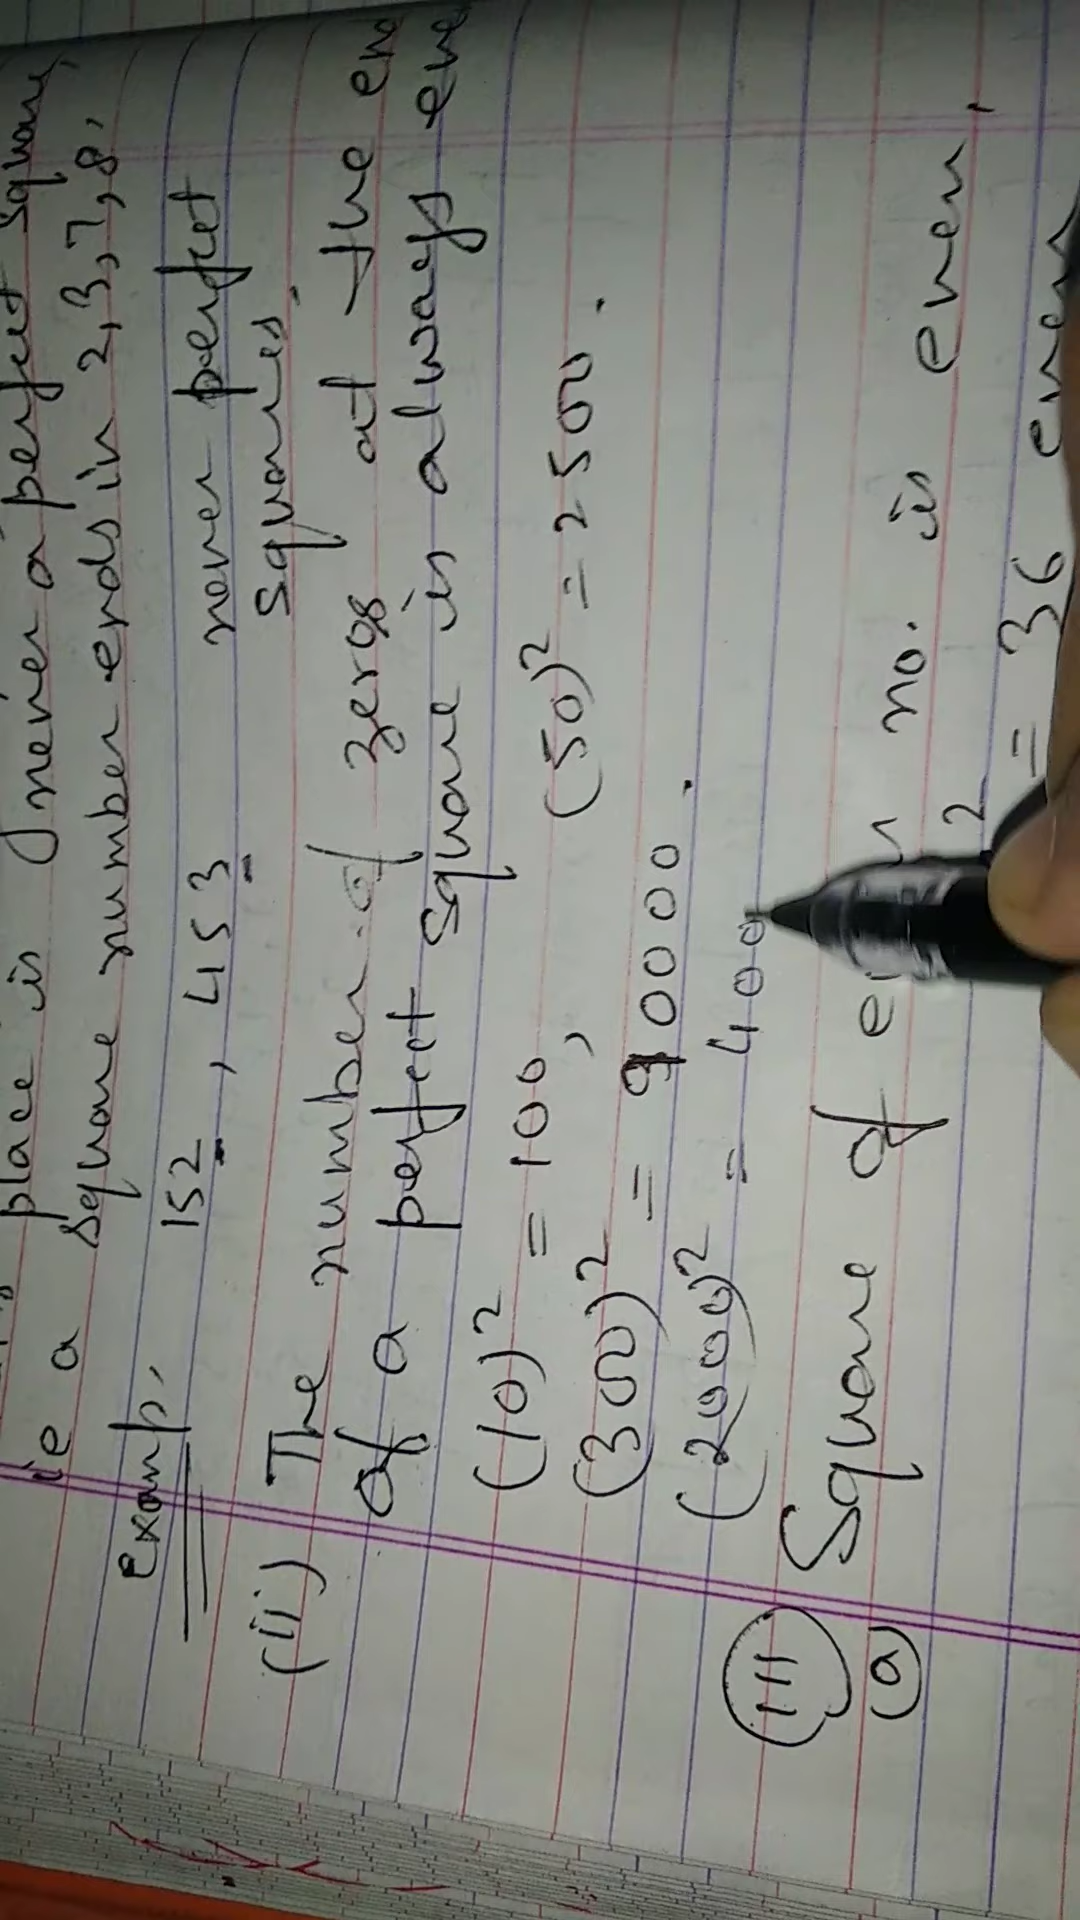 place is never a perfect square,
ie a square number ends in 2,3,7,8.
Examp. 152, 453 never perfect
squares.
(ii) The number of zeros at the end
of a perfect square is always eve
(10)² = 100, (50)² = 2500.
(300)² = 90000.
(2000)² = 400
(iii) Square of even no. is even.
(a) ² = 36 even